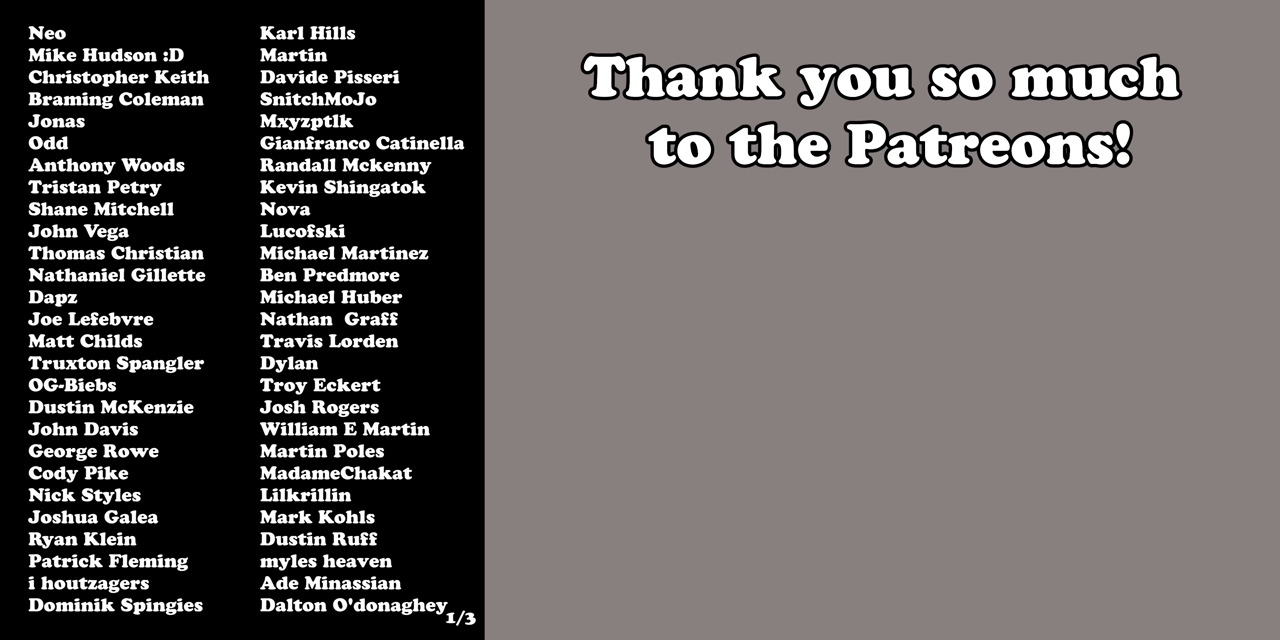 Neo
Mike Hudson :D
Christopher Keith
Braming Coleman
Jonas
Odd
Anthony Woods
Tristan Petry
Shane Mitchell
John Vega
Thomas Christian
Nathaniel Gillette
Dapz
Joe Lefebvre
Matt Childs
Truxton Spangler
OG-Biebs
Dustin McKenzie
John Davis
George Rowe
Cody Pike
Nick Styles
Joshua Galea
Ryan Klein
Patrick Fleming
i houtzagers
Dominik Spingies
Karl Hills
Martin
Davide Pisseri
SnitchMoJo
Mxyzptlk
Gianfranco Catinella
Randall Mckenny
Kevin Shingatok
Nova
Lucofski
Michael Martinez
Ben Predmore
Michael Huber
Nathan  Graff
Travis Lorden
Dylan
Troy Eckert
Josh Rogers
William E Martin
Martin Poles
MadameChakat
Lilkrillin
Mark Kohls
Dustin Ruff
myles heaven
Ade Minassian
Dalton O'donaghey
1/3
Thank you so much
to the Patreons!